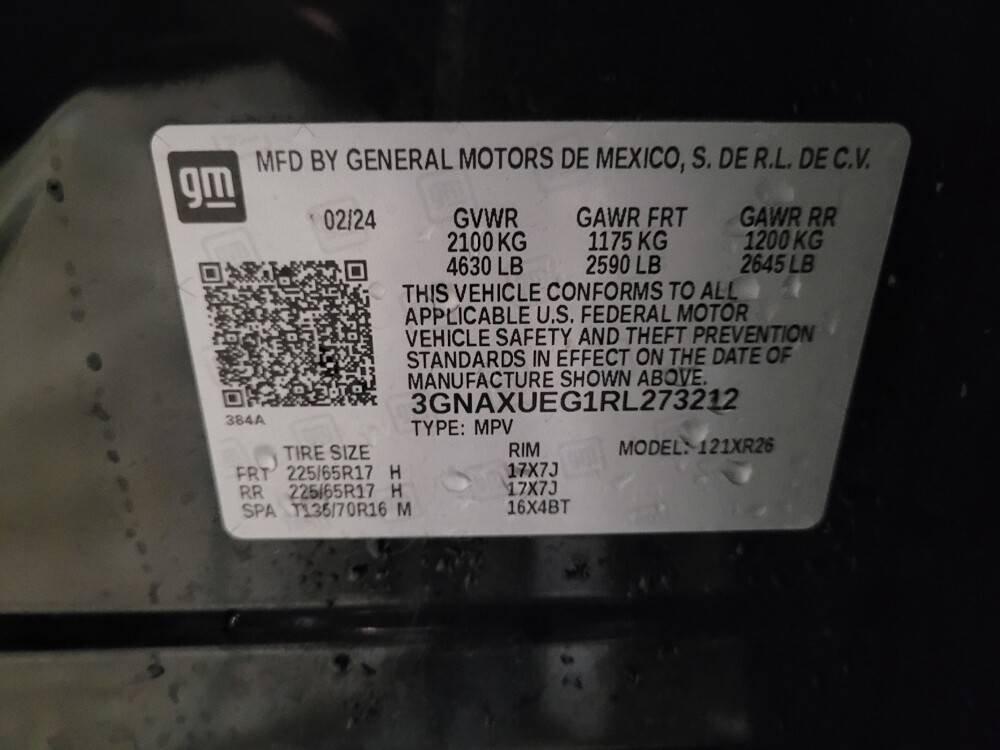 gm
MFD BY GENERAL MOTORS DE MEXICO, S. DE R.L. DE C.V.
02/24 GVWR GAWR FRT GAWR RR
2100 KG 1175 KG 1200 KG
4630 LB 2590 LB 2645 LB
THIS VEHICLE CONFORMS TO ALL
APPLICABLE U.S. FEDERAL MOTOR
VEHICLE SAFETY AND THEFT PREVENTION
STANDARDS IN EFFECT ON THE DATE OF
MANUFACTURE SHOWN ABOVE.
3GNAXUEG1RL273212
384A
TYPE: MPV
TIRE SIZE RIM MODEL: 121XR26
FRT 225/65R17 H 17X7J
RR 225/65R17 H 17X7J
SPA T135/70R16 M 16X4BT